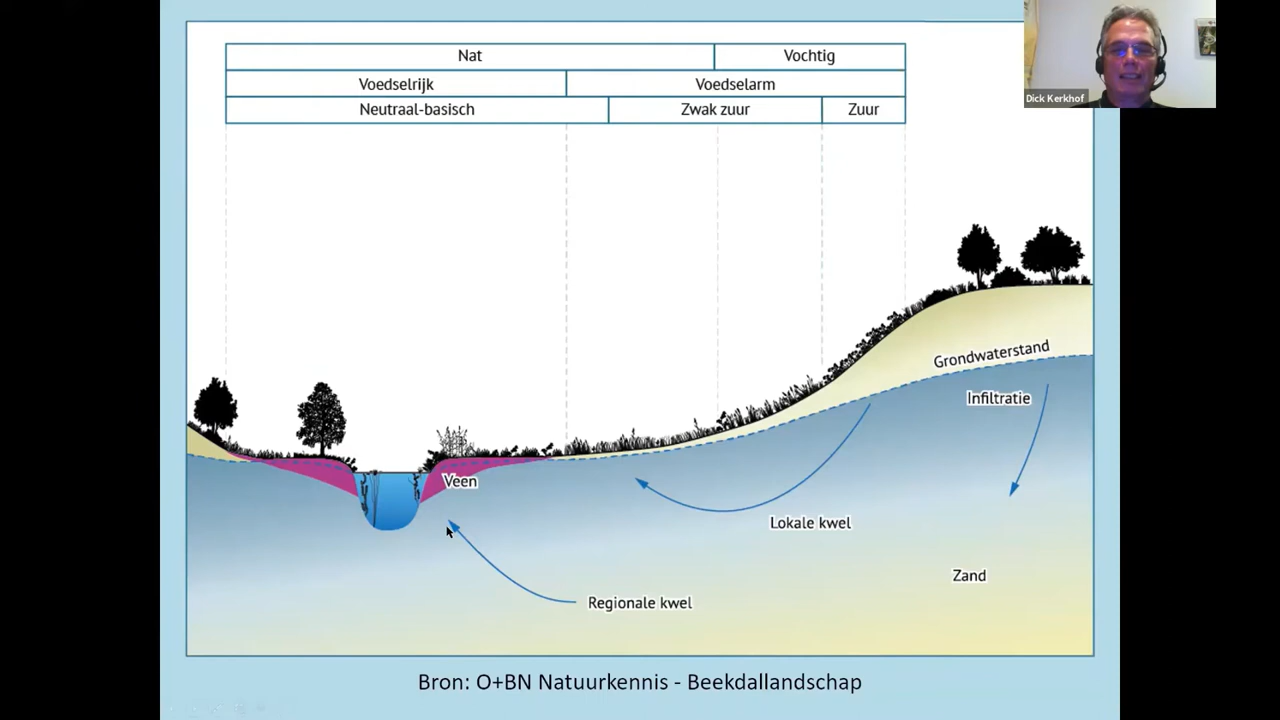 Nat
Vochtig
Voedselrijk
Voedselarm
Neutraal-basisch
Zwak zuur
Zuur
Dick Kerkhof
Grondwaterstand
Infiltratie
Veen
Lokale kwel
Zand
Regionale kwel
Bron: O+BN Natuurkennis - Beekdallandschap